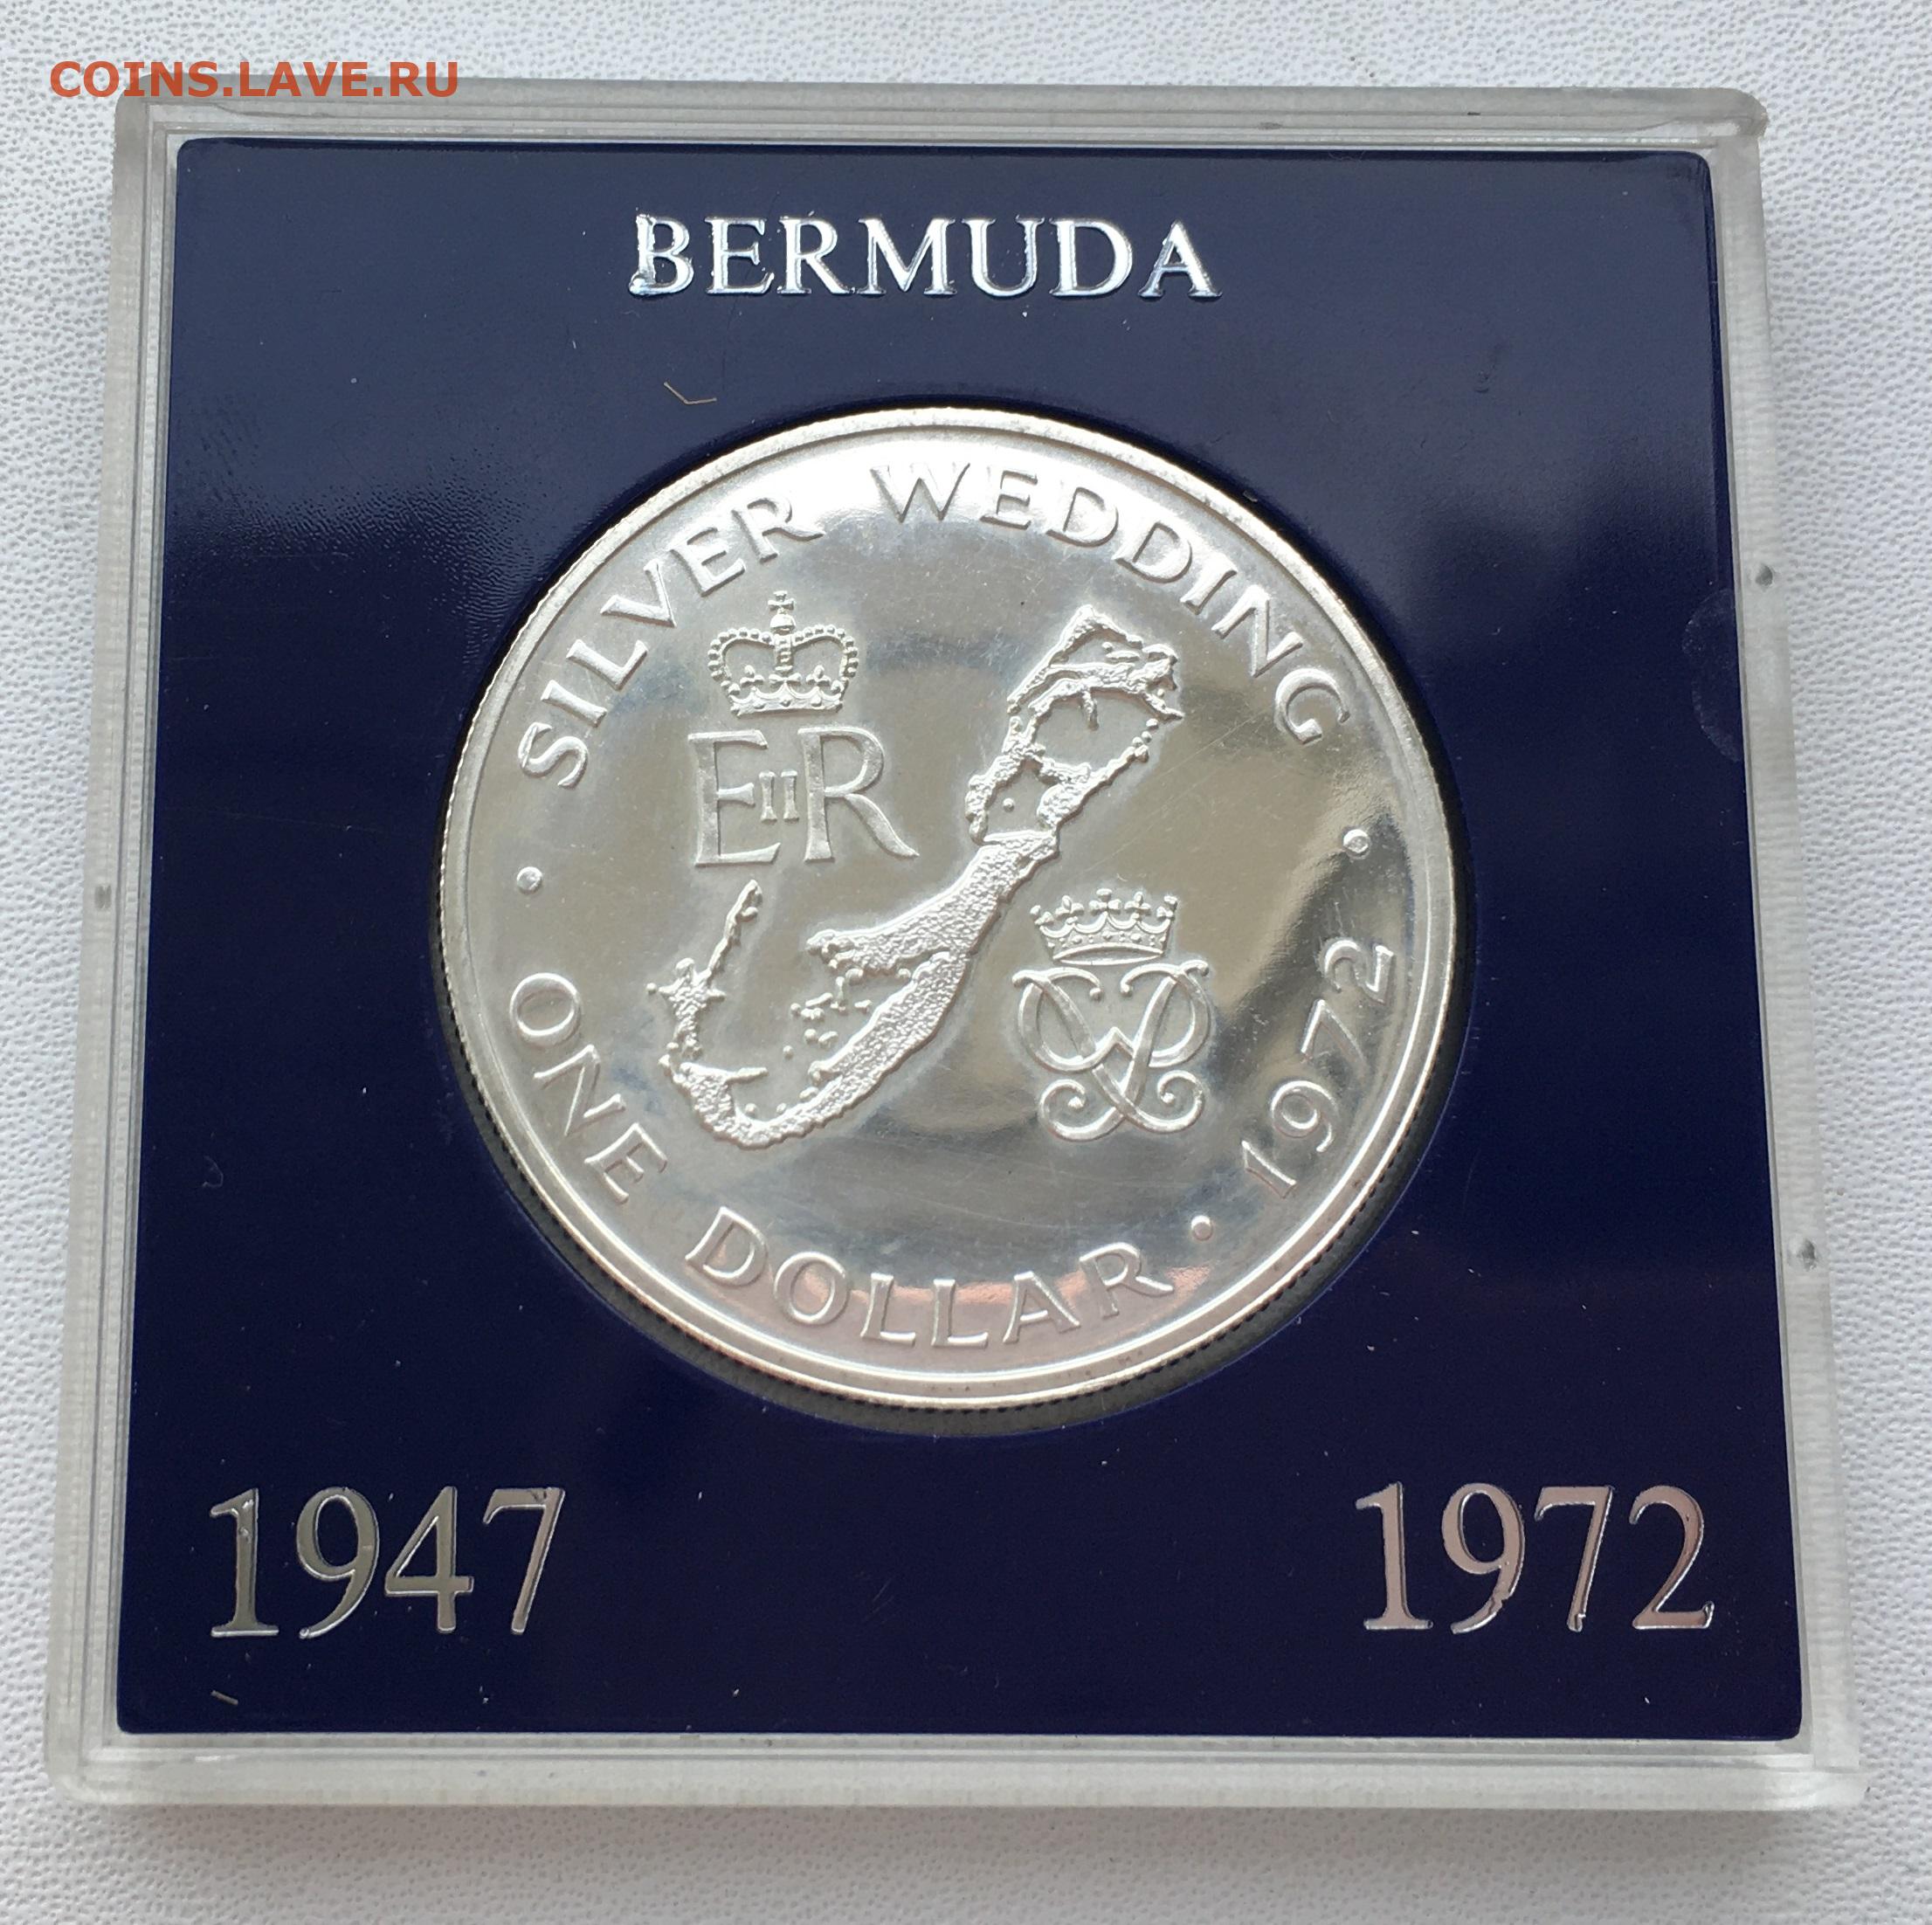 COINS.LAVE.RU
BERMUDA
SILVER WEDDING
EIIR
ONE DOLLAR · 1972
1947
1972